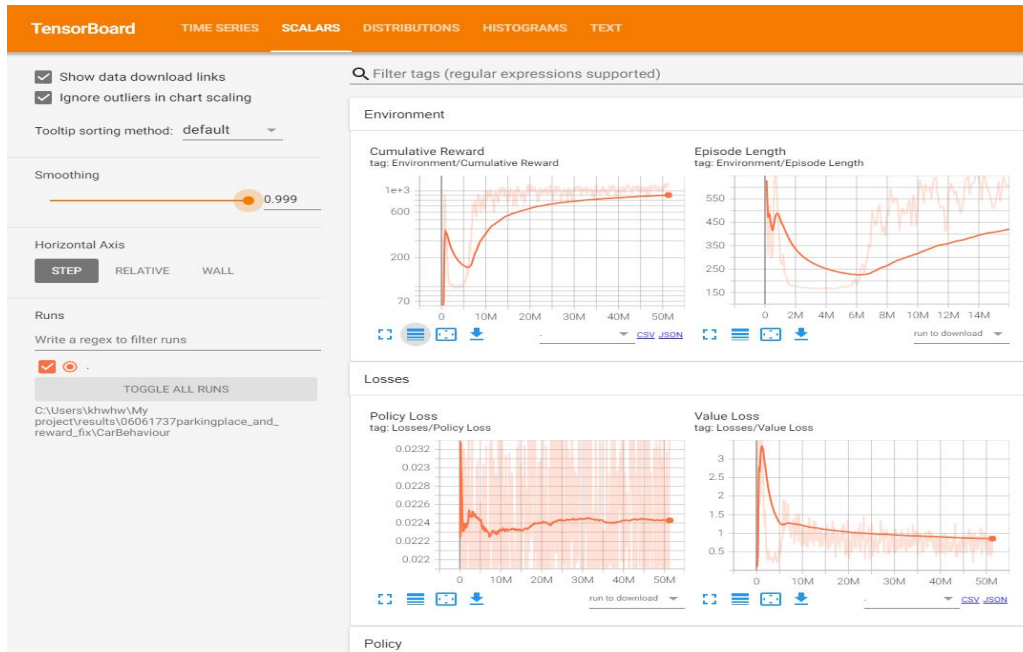 TensorBoard TIME SERIES SCALARS DISTRIBUTIONS HISTOGRAMS TEXT
Show data download links
Ignore outliers in chart scaling
Tooltip sorting method: default
Smoothing
0.999
Horizontal Axis
STEP RELATIVE WALL
Runs
Write a regex to filter runs
.
TOGGLE ALL RUNS
C:\Users\khwhw\My
project\results\06061737parkingplace_and_
reward_fix\CarBehaviour
Filter tags (regular expressions supported)
Environment
Cumulative Reward
tag: Environment/Cumulative Reward
1e+3
600
200
70
0 10M 20M 30M 40M 50M
. CSV JSON
Episode Length
tag: Environment/Episode Length
550
450
350
250
150
0 2M 4M 6M 8M 10M 12M 14M
run to download
Losses
Policy Loss
tag: Losses/Policy Loss
0.0232
0.023
0.0228
0.0226
0.0224
0.0222
0.022
0 10M 20M 30M 40M 50M
run to download
Value Loss
tag: Losses/Value Loss
3
2.5
2
1.5
1
0.5
0 10M 20M 30M 40M 50M
. CSV JSON
Policy